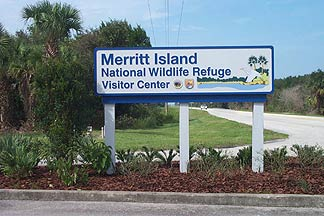 Merritt Island
National Wildlife Refuge
Visitor Center